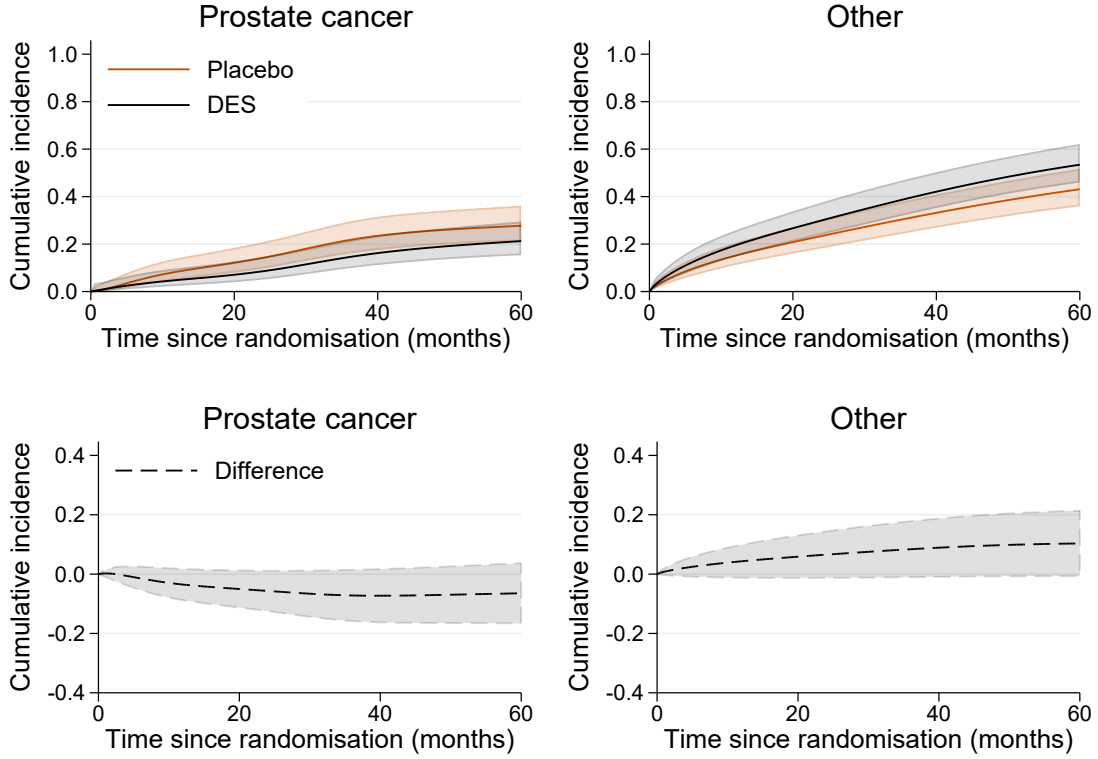 Prostate cancer
Cumulative incidence
1.0
0.8
0.6
0.4
0.2
0.0
Placebo
DES
0 20 40 60
Time since randomisation (months)
Other
Cumulative incidence
1.0
0.8
0.6
0.4
0.2
0.0
0 20 40 60
Time since randomisation (months)
Prostate cancer
Cumulative incidence
0.4
0.2
0.0
-0.2
-0.4
Difference
0 20 40 60
Time since randomisation (months)
Other
Cumulative incidence
0.4
0.2
0.0
-0.2
-0.4
0 20 40 60
Time since randomisation (months)